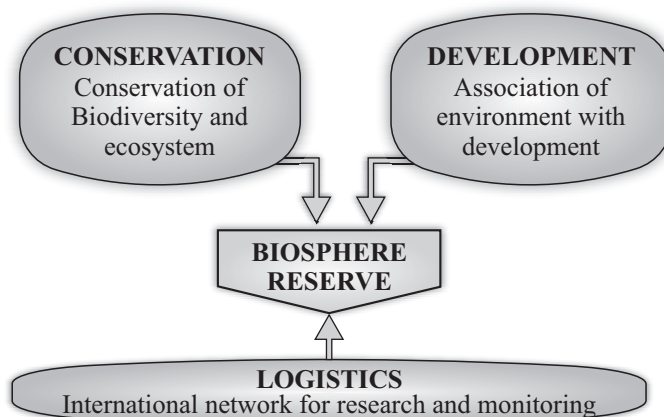 CONSERVATION
Conservation of
Biodiversity and
ecosystem
DEVELOPMENT
Association of
environment with
development
BIOSPHERE
RESERVE
LOGISTICS
International network for research and monitoring